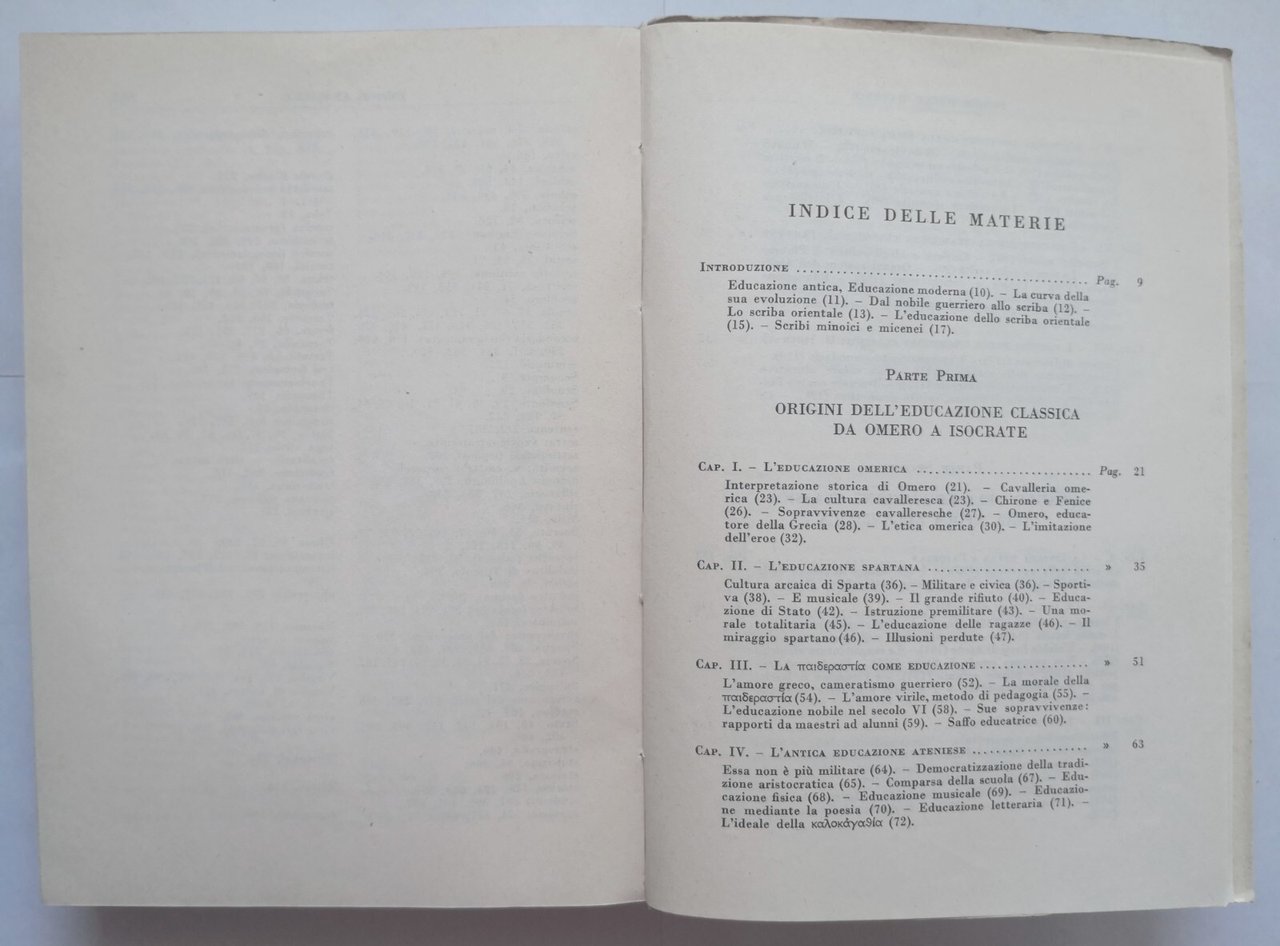 INDICE DELLE MATERIE
INTRODUZIONE ............................................ Pag. 9
Educazione antica, Educazione moderna (10). – La curva della
sua evoluzione (11). – Dal nobile guerriero allo scriba (12). –
Lo scriba orientale (13). – L'educazione dello scriba orientale
(15). – Scribi minoici e micenei (17).
PARTE PRIMA
ORIGINI DELL'EDUCAZIONE CLASSICA
DA OMERO A ISOCRATE
CAP. I. – L'EDUCAZIONE OMERICA ........................... Pag. 21
Interpretazione storica di Omero (21). – Cavalleria ome-
rica (23). – La cultura cavalleresca (23). – Chirone e Fenice
(26). – Sopravvivenze cavalleresche (27). – Omero, educa-
tore della Grecia (28). – L'etica omerica (30). – L'imitazione
dell'eroe (32).
CAP. II. – L'EDUCAZIONE SPARTANA ......................... » 35
Cultura arcaica di Sparta (36). – Militare e civica (36). – Sporti-
va (38). – E musicale (39). – Il grande rifiuto (40). – Educa-
zione di Stato (42). – Istruzione premilitare (43). – Una mo-
rale totalitaria (45). – L'educazione delle ragazze (46). – Il
miraggio spartano (46). – Illusioni perdute (47).
CAP. III. – LA παιδεραστία COME EDUCAZIONE ................. » 51
L'amore greco, cameratismo guerriero (52). – La morale della
παιδεραστία (54). – L'amore virile, metodo di pedagogia (55). –
L'educazione nobile nel secolo VI (58). – Sue sopravvivenze:
rapporti da maestri ad alunni (59). – Saffo educatrice (60).
CAP. IV. – L'ANTICA EDUCAZIONE ATENIESE .................. » 63
Essa non è più militare (64). – Democratizzazione della tradi-
zione aristocratica (65). – Comparsa della scuola (67). – Edu-
cazione fisica (68). – Educazione musicale (69). – Educazio-
ne mediante la poesia (70). – Educazione letteraria (71). –
L'ideale della καλοκἀγαθία (72).